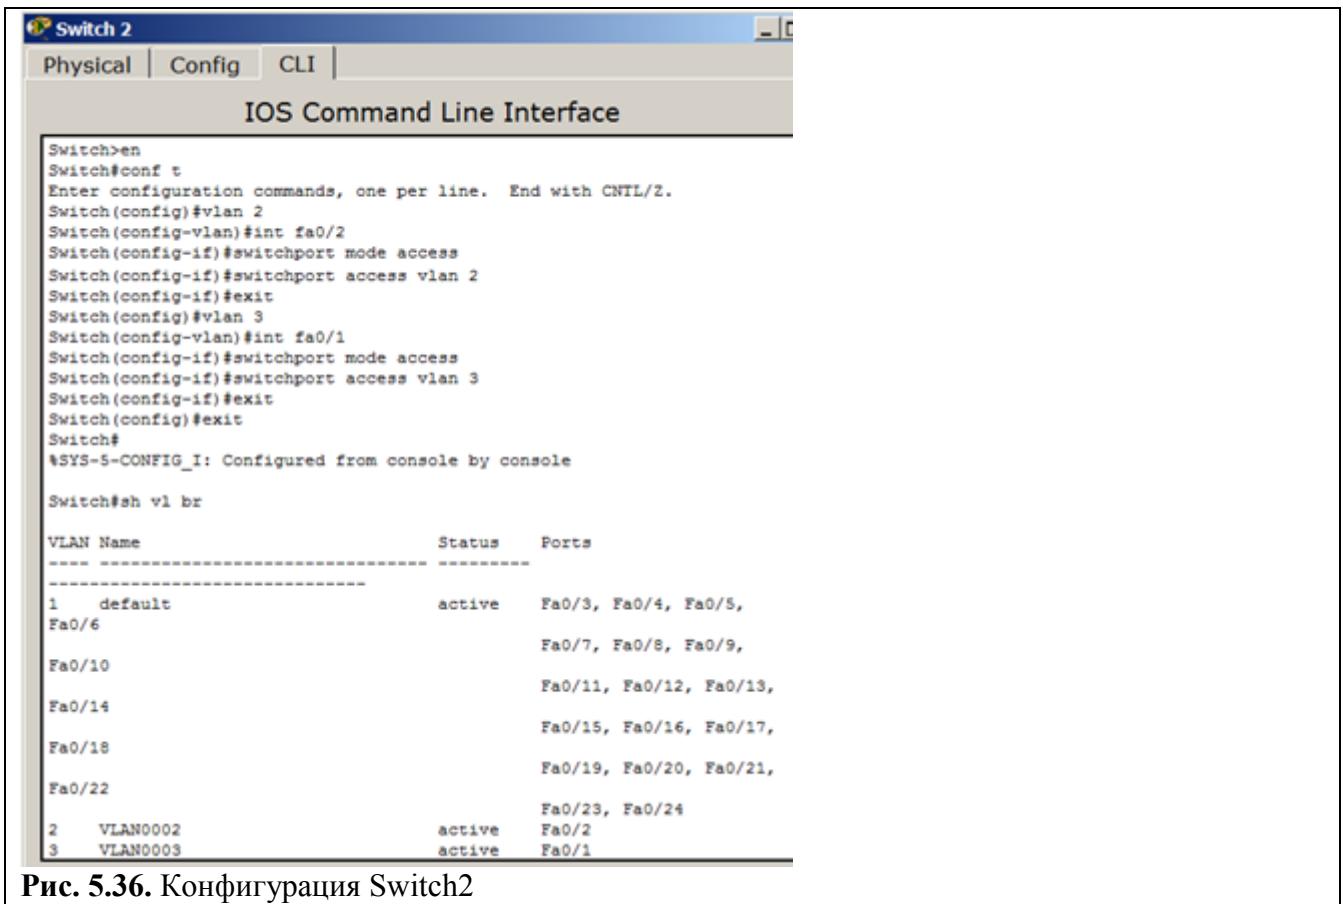 Switch 2
Physical Config CLI
IOS Command Line Interface
Switch>en
Switch#conf t
Enter configuration commands, one per line.  End with CNTL/Z.
Switch(config)#vlan 2
Switch(config-vlan)#int fa0/2
Switch(config-if)#switchport mode access
Switch(config-if)#switchport access vlan 2
Switch(config-if)#exit
Switch(config)#vlan 3
Switch(config-vlan)#int fa0/1
Switch(config-if)#switchport mode access
Switch(config-if)#switchport access vlan 3
Switch(config-if)#exit
Switch(config)#exit
Switch#
%SYS-5-CONFIG_I: Configured from console by console
Switch#sh vl br
VLAN Name Status Ports
---- -------------------------------- ---------
-------------------------------
1 default active Fa0/3, Fa0/4, Fa0/5,
Fa0/6
Fa0/7, Fa0/8, Fa0/9,
Fa0/10
Fa0/11, Fa0/12, Fa0/13,
Fa0/14
Fa0/15, Fa0/16, Fa0/17,
Fa0/18
Fa0/19, Fa0/20, Fa0/21,
Fa0/22
Fa0/23, Fa0/24
2 VLAN0002 active Fa0/2
3 VLAN0003 active Fa0/1
Рис. 5.36. Конфигурация Switch2